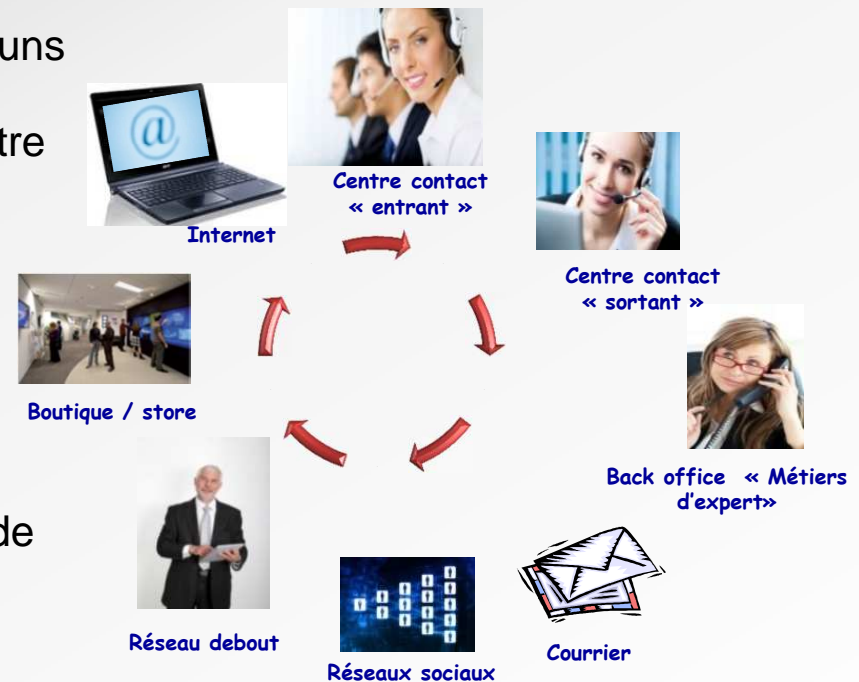 uns
tre
de
@
Centre contact
« entrant »
Internet
Centre contact
« sortant »
Boutique / store
Back office « Métiers
d'expert»
Réseau debout
Réseaux sociaux
Courrier